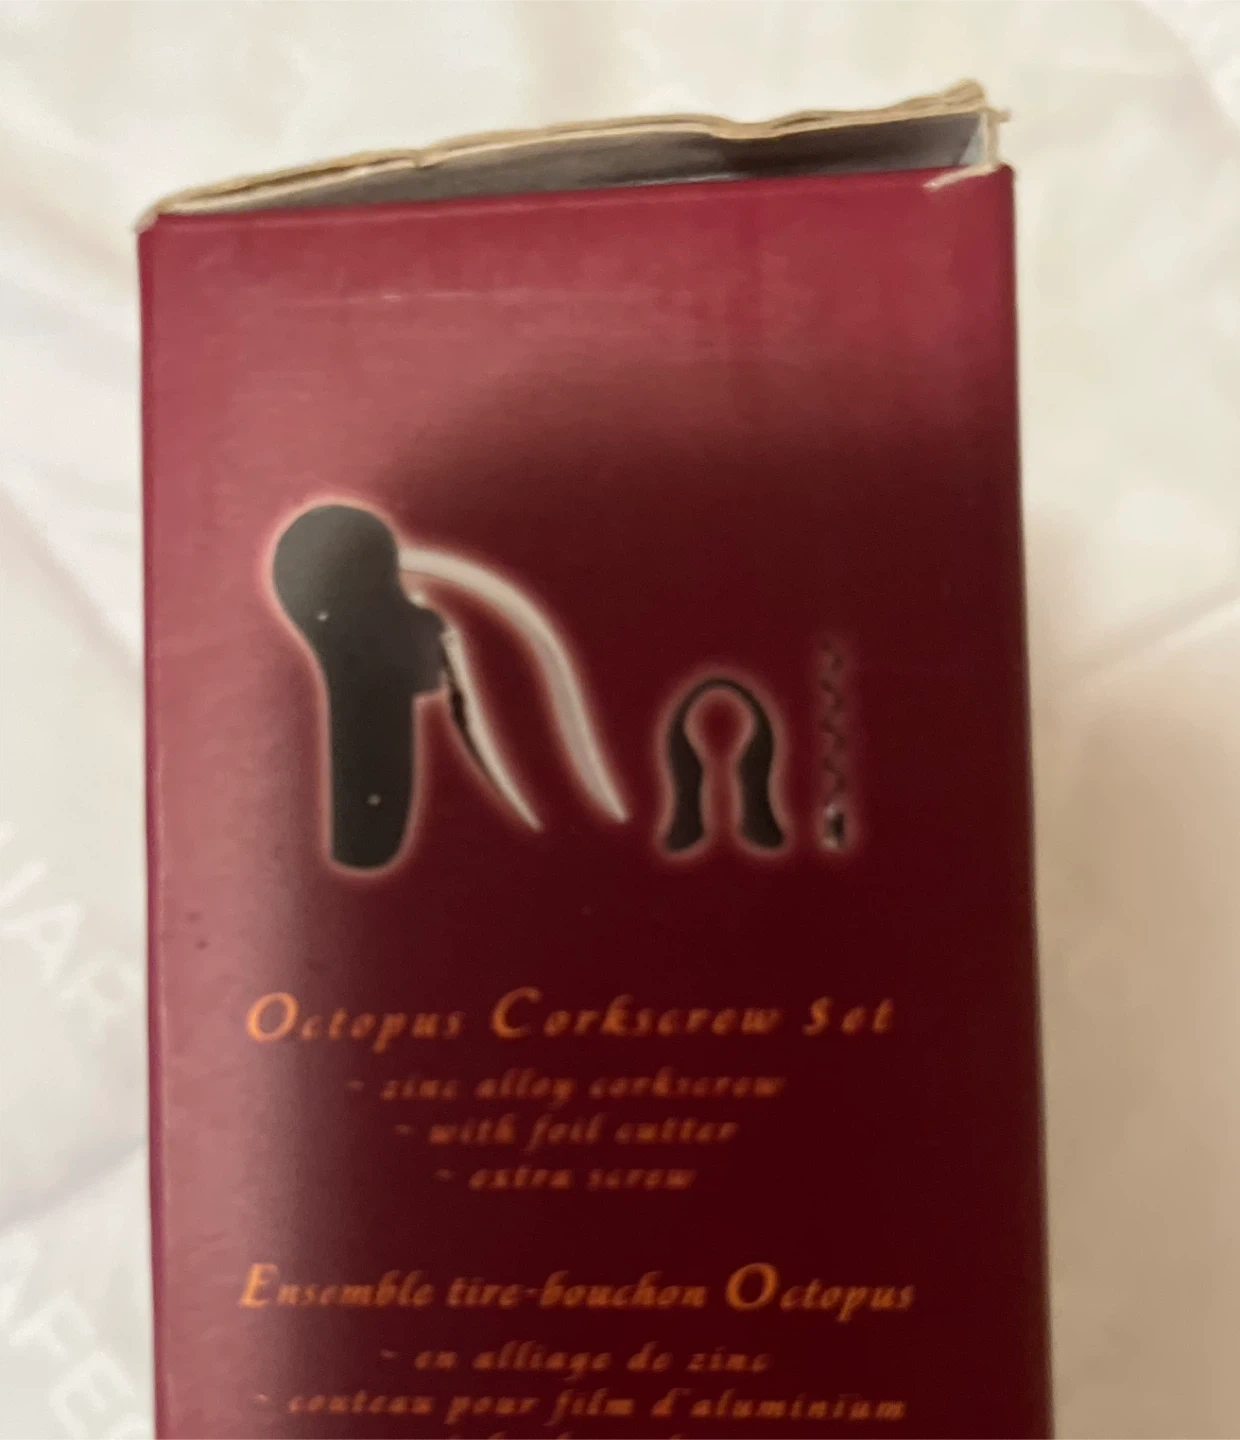 Octopus Corkscrew Set
- zinc alloy corkscrew
- with foil cutter
- extra screw
Ensemble tire-bouchon Octopus
- en alliage de zinc
- couteau pour film d'aluminium